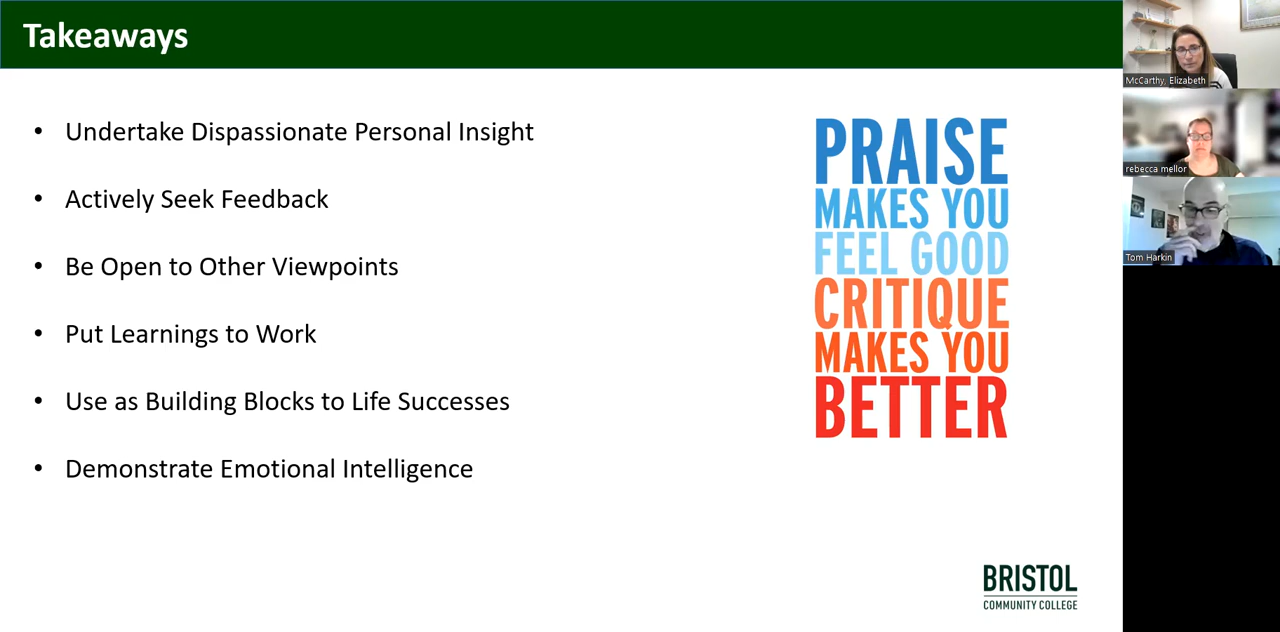 Takeaways
• Undertake Dispassionate Personal Insight
• Actively Seek Feedback
• Be Open to Other Viewpoints
• Put Learnings to Work
• Use as Building Blocks to Life Successes
• Demonstrate Emotional Intelligence
PRAISE
MAKES YOU
FEEL GOOD
CRITIQUE
MAKES YOU
BETTER
BRISTOL
COMMUNITY COLLEGE
McCarthy, Elizabeth
rebecca mellor
Tom Harkin